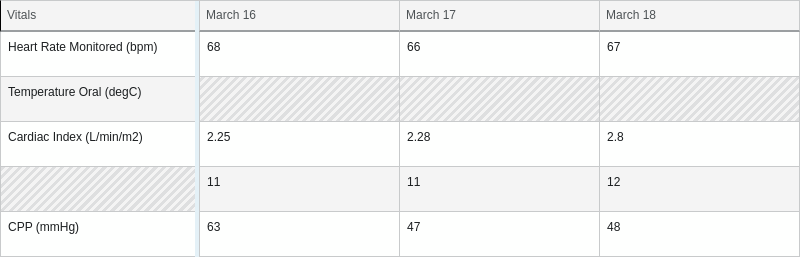 Vitals March 16 March 17 March 18
Heart Rate Monitored (bpm) 68 66 67
Temperature Oral (degC)
Cardiac Index (L/min/m2) 2.25 2.28 2.8
11 11 12
CPP (mmHg) 63 47 48